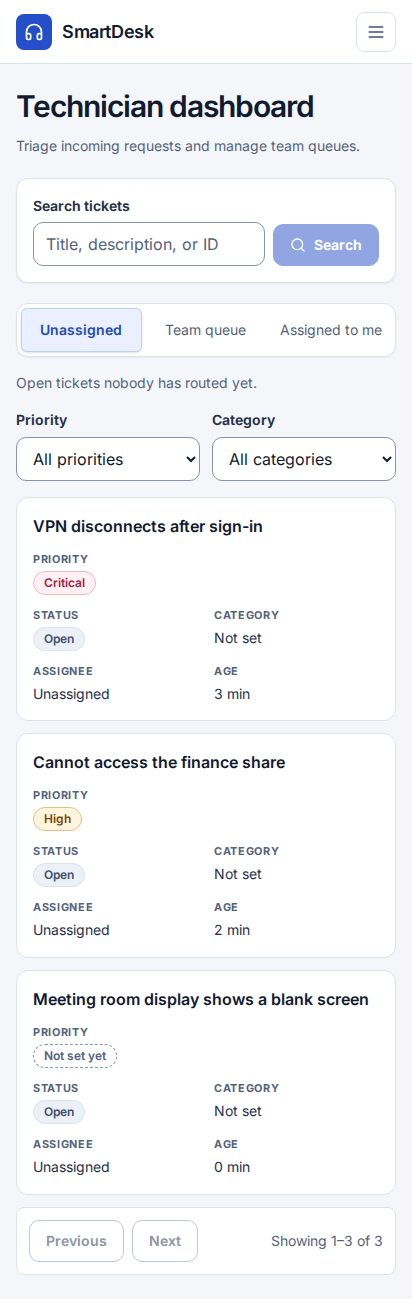 SmartDesk
Technician dashboard
Triage incoming requests and manage team queues.
Search tickets
Title, description, or ID
Search
Unassigned Team queue Assigned to me
Open tickets nobody has routed yet.
Priority Category
All priorities All categories
VPN disconnects after sign-in
PRIORITY
Critical
STATUS CATEGORY
Open Not set
ASSIGNEE AGE
Unassigned 3 min
Cannot access the finance share
PRIORITY
High
STATUS CATEGORY
Open Not set
ASSIGNEE AGE
Unassigned 2 min
Meeting room display shows a blank screen
PRIORITY
Not set yet
STATUS CATEGORY
Open Not set
ASSIGNEE AGE
Unassigned 0 min
Previous Next Showing 1–3 of 3